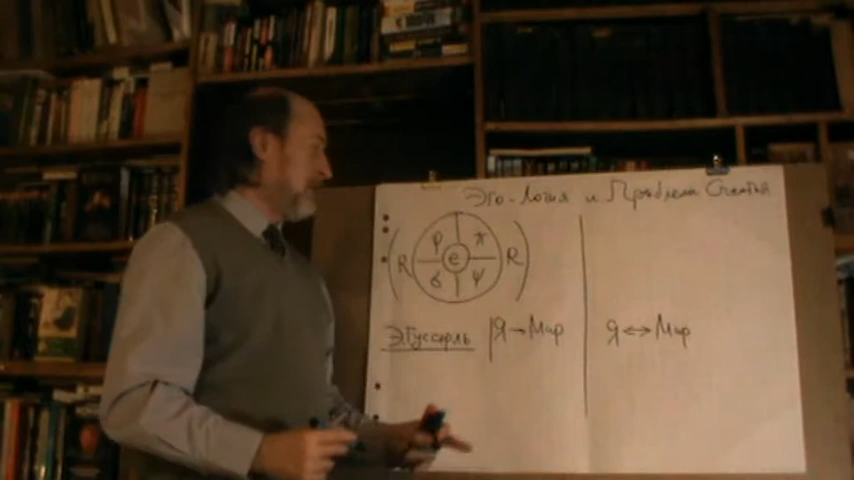 Эго-Логия и Проблема Счастья
( R ρ π e σ ψ R )
Э.Гуссерль | Я → Мир
Я ↔ Мир